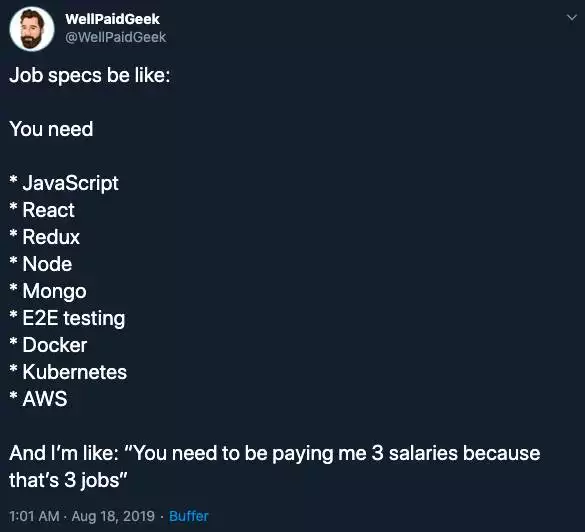 WellPaidGeek
@WellPaidGeek
Job specs be like:
You need
* JavaScript
* React
* Redux
* Node
* Mongo
* E2E testing
* Docker
* Kubernetes
* AWS
And I’m like: “You need to be paying me 3 salaries because
that’s 3 jobs”
1:01 AM · Aug 18, 2019 · Buffer